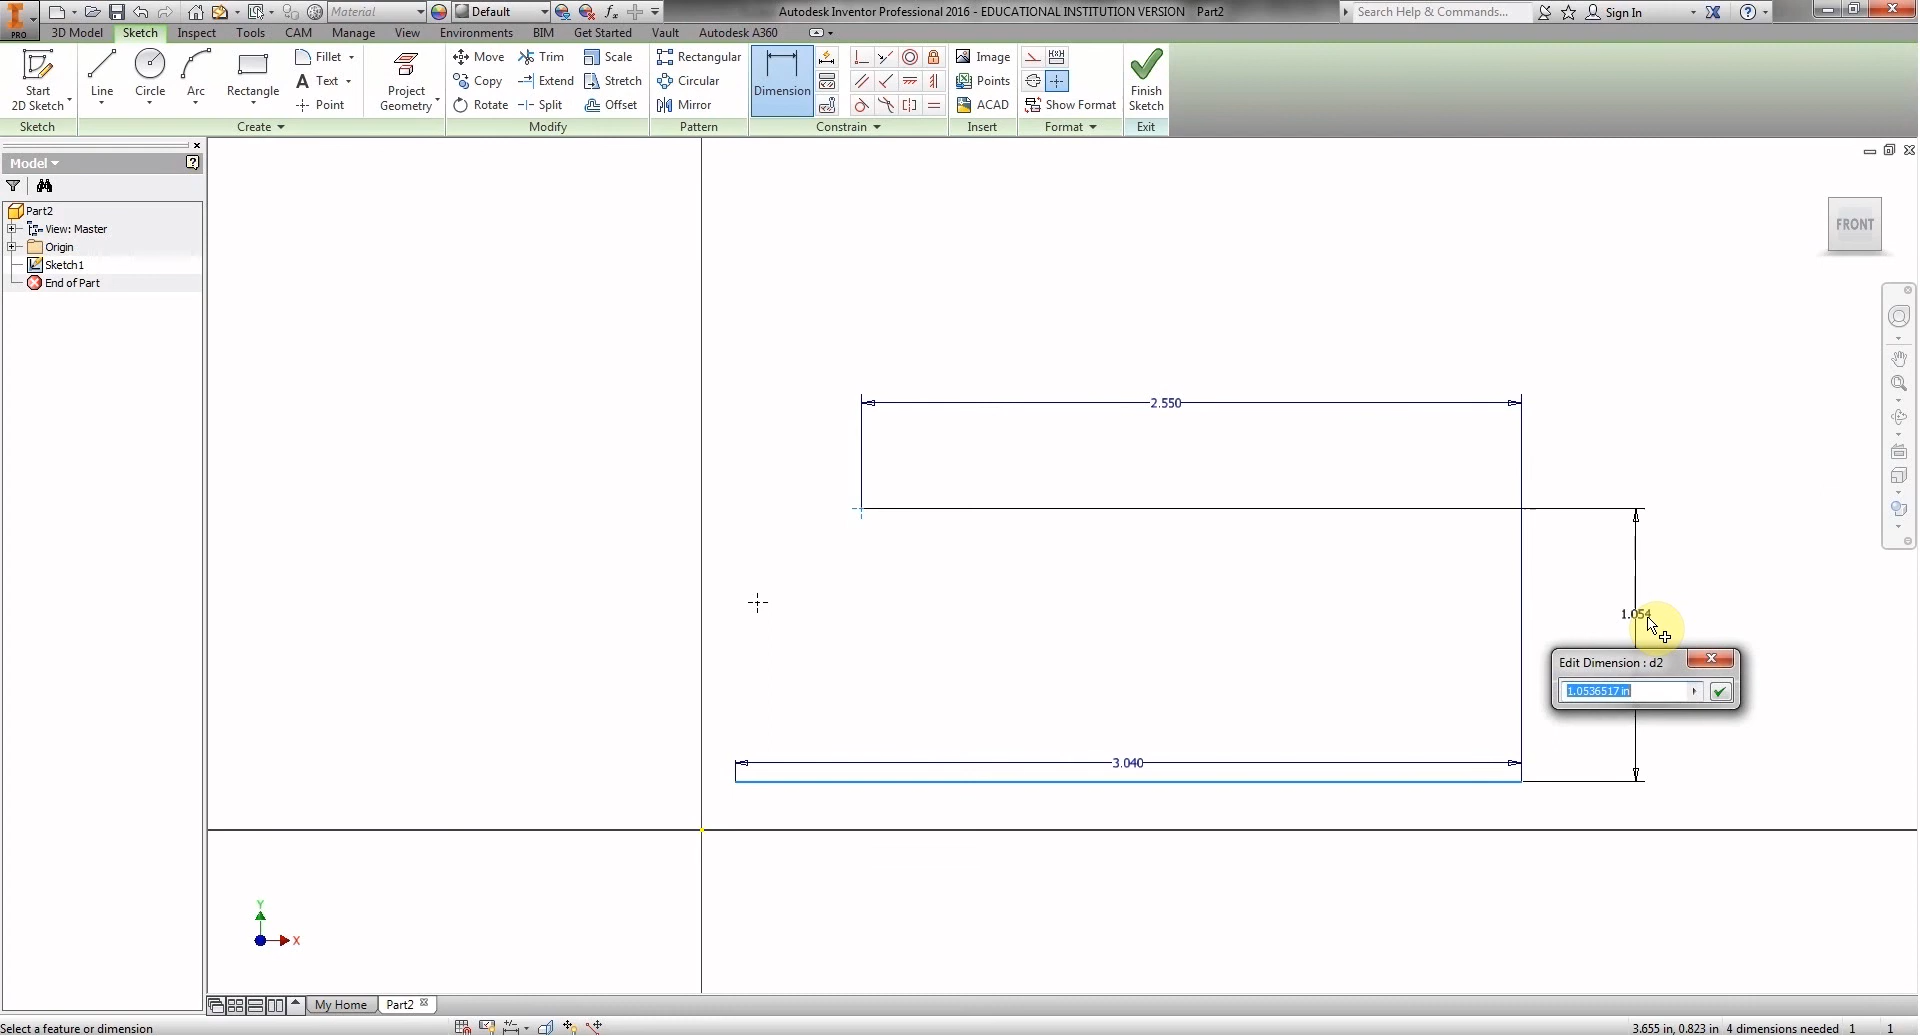 Material
Default
Autodesk Inventor Professional 2016 - EDUCATIONAL INSTITUTION VERSION Part2
Search Help & Commands...
Sign In
PRO
3D Model Sketch Inspect Tools CAM Manage View Environments BIM Get Started Vault Autodesk A360
Start
2D Sketch
Line
Circle
Arc
Rectangle
Fillet
Text
Point
Project
Geometry
Move
Copy
Rotate
Trim
Extend
Split
Scale
Stretch
Offset
Rectangular
Circular
Mirror
Dimension
Image
Points
ACAD
Show Format
Finish
Sketch
Sketch Create Modify Pattern Constrain Insert Format Exit
Model
Part2
View: Master
Origin
Sketch1
End of Part
FRONT
2.550
1.054
Edit Dimension : d2
1.0536517 in
3.040
Y
X
My Home Part2
Select a feature or dimension
3.655 in, 0.823 in 4 dimensions needed 1 1